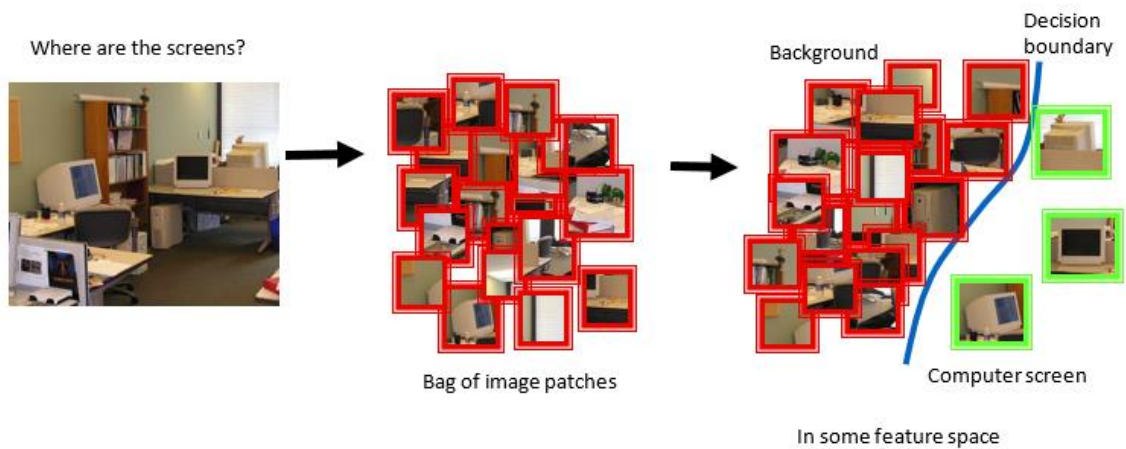 Where are the screens?
Bag of image patches
Background
Decision
boundary
Computer screen
In some feature space